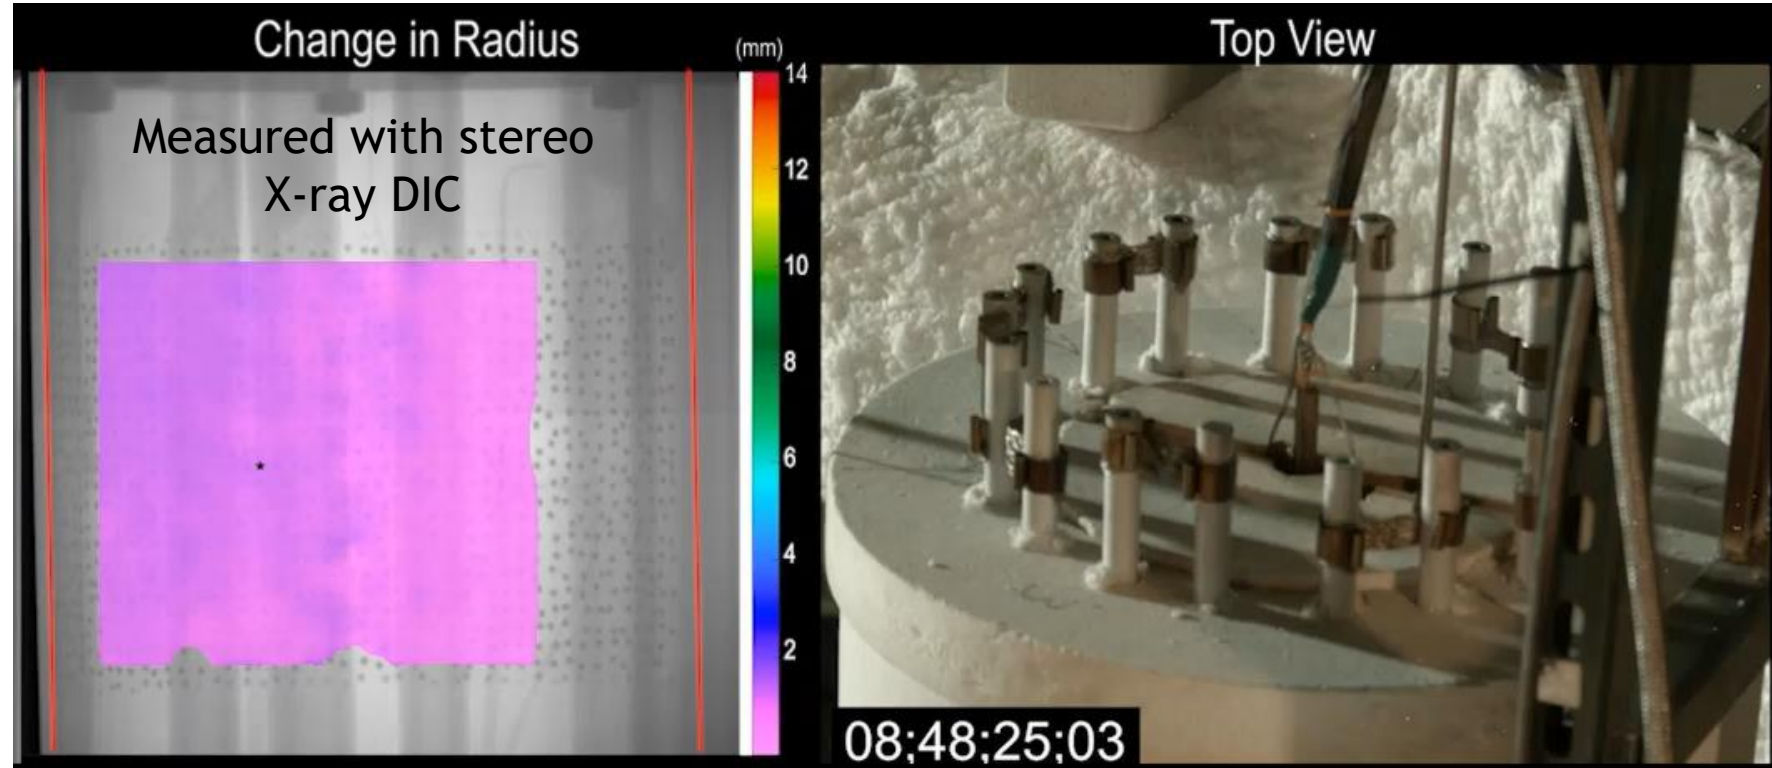 Change in Radius
(mm)
Measured with stereo
X-ray DIC
14
12
10
8
6
4
2
Top View
08;48;25;03